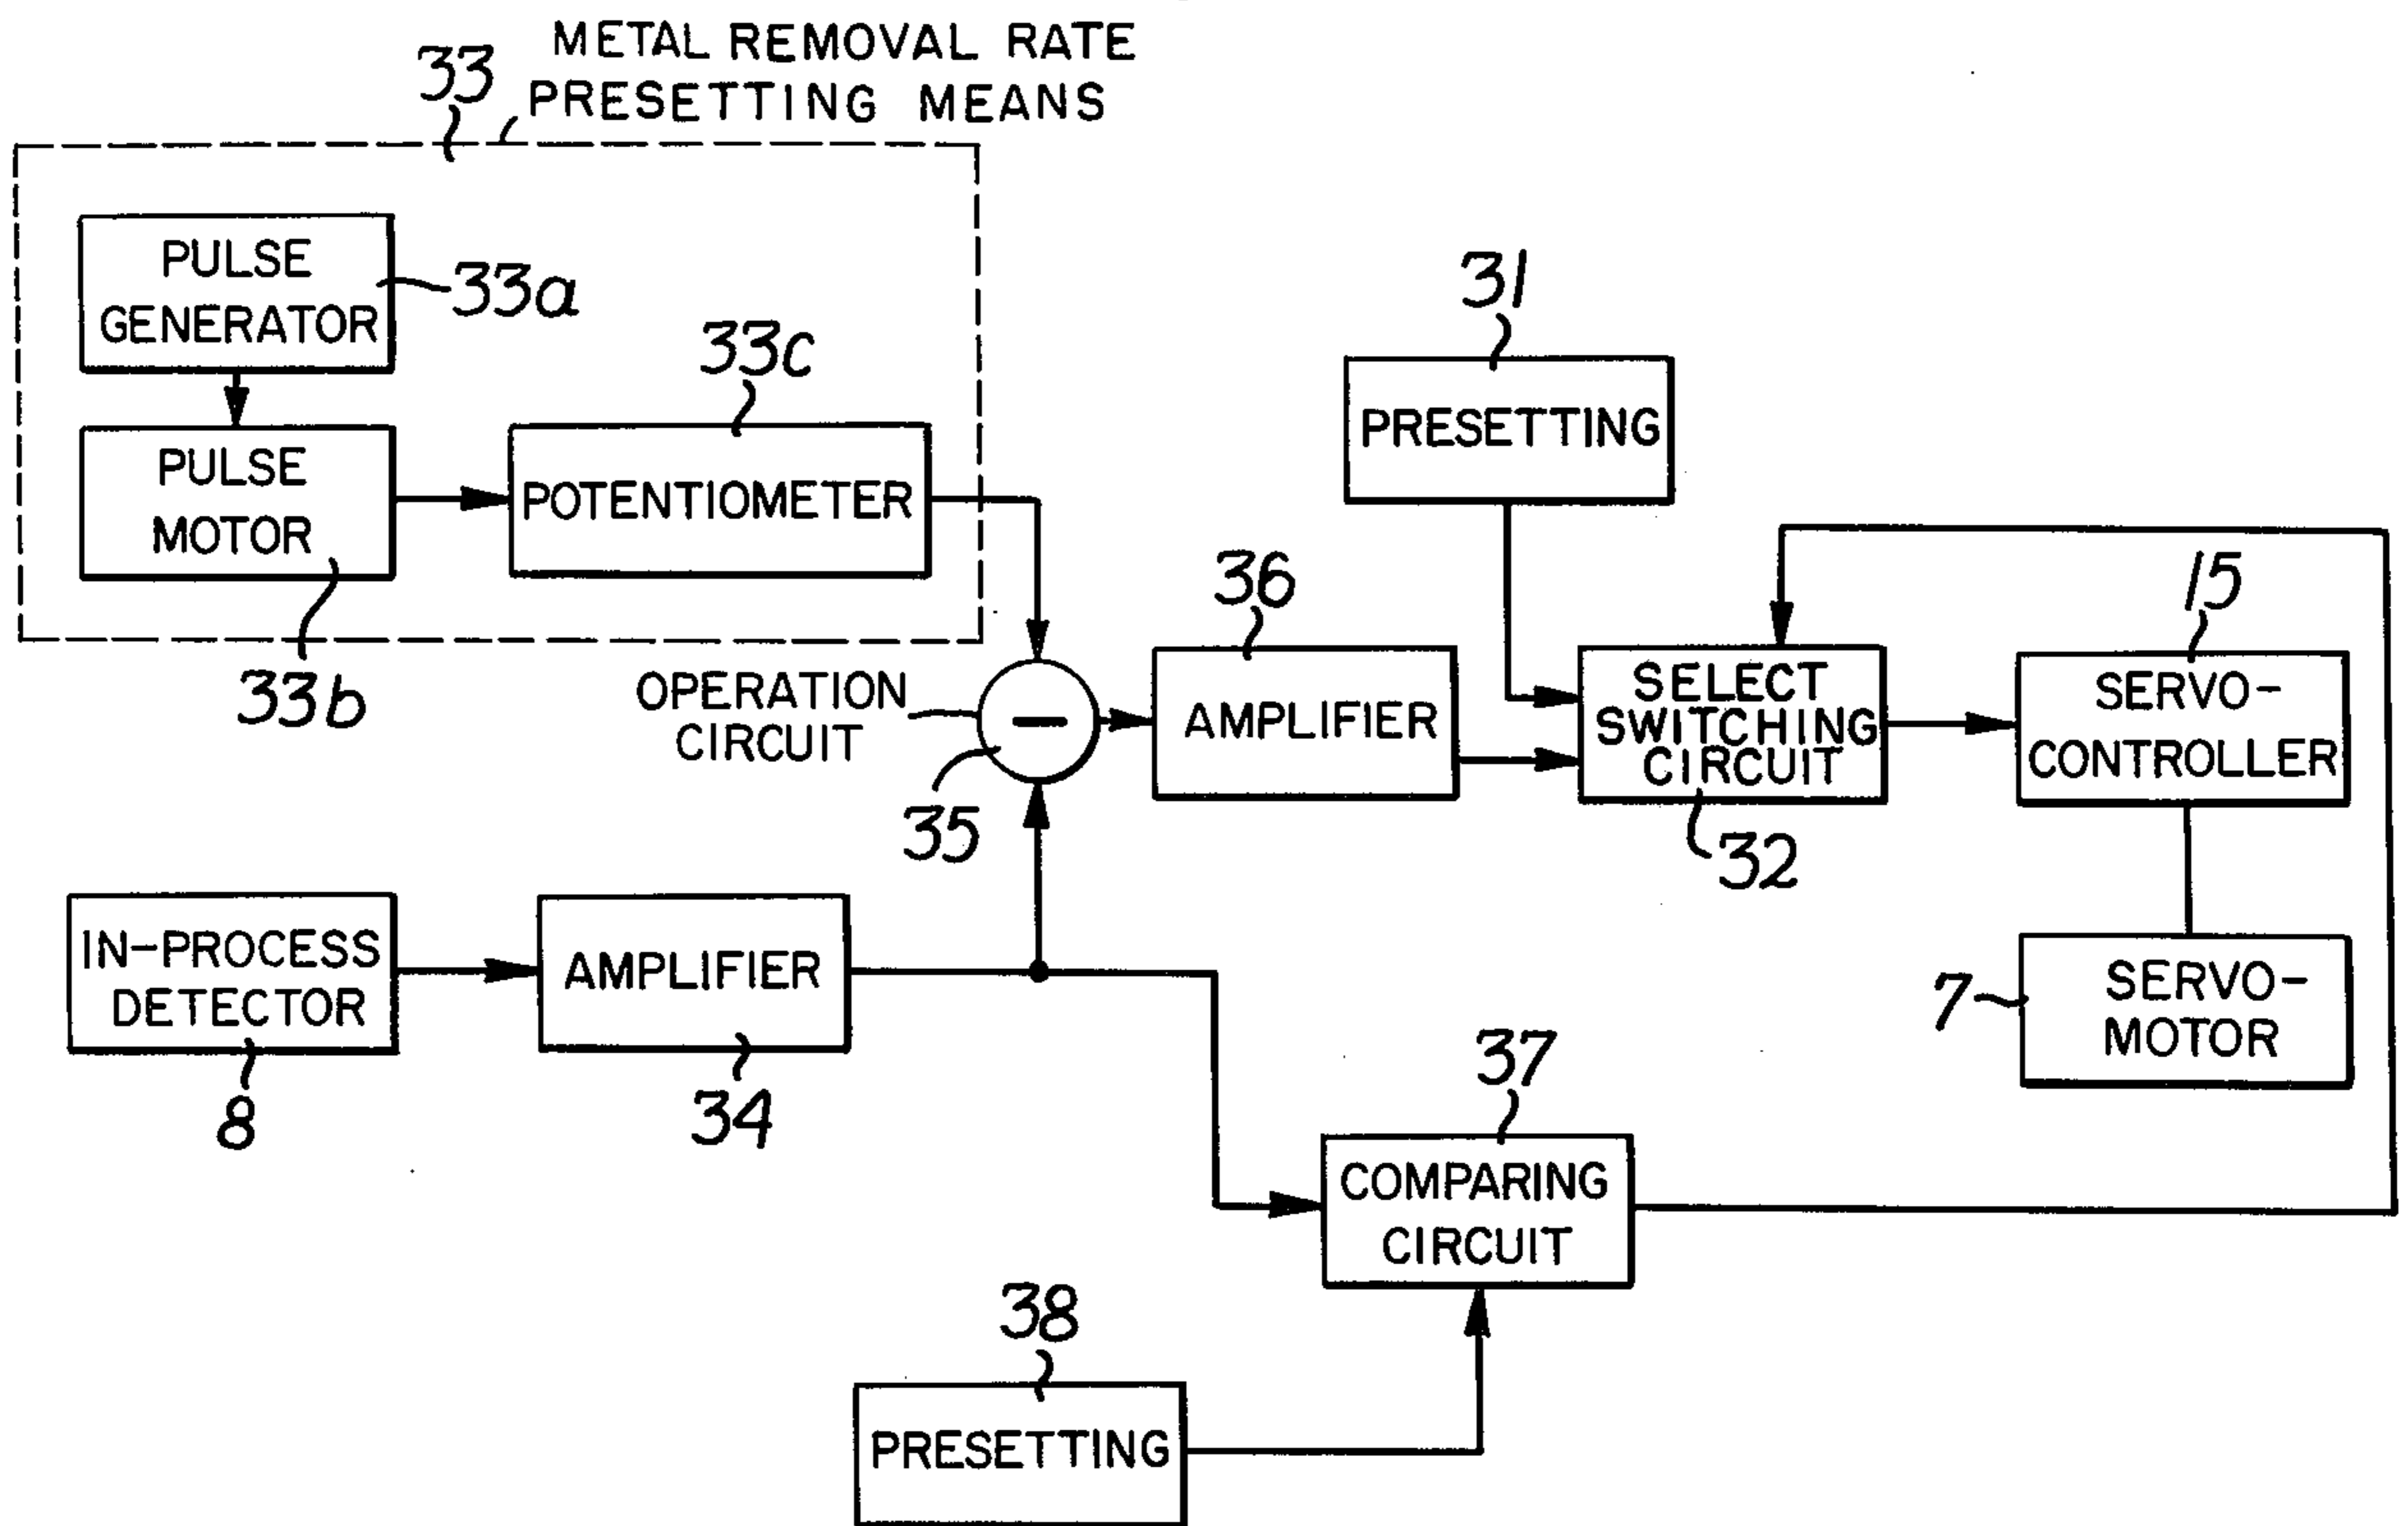 METAL REMOVAL RATE
PRESETTING MEANS
33
PULSE
GENERATOR
33a
PULSE
MOTOR
33b
33c
POTENTIOMETER
OPERATION
CIRCUIT
35
−
36
AMPLIFIER
31
PRESETTING
SELECT
SWITCHING
CIRCUIT
32
15
SERVO-
CONTROLLER
7
SERVO-
MOTOR
IN-PROCESS
DETECTOR
8
AMPLIFIER
34
37
COMPARING
CIRCUIT
38
PRESETTING